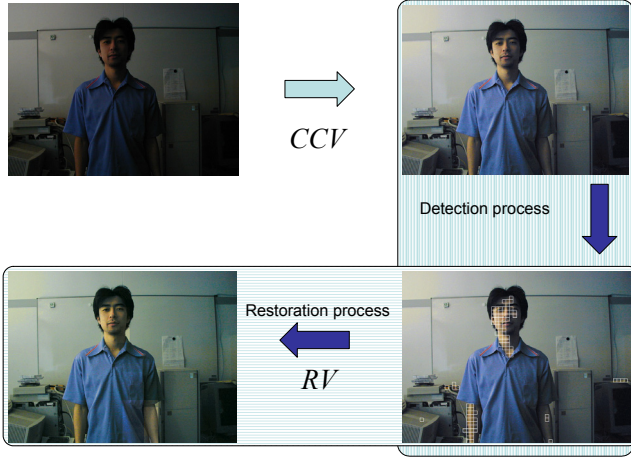 CCV
Detection process
Restoration process
RV